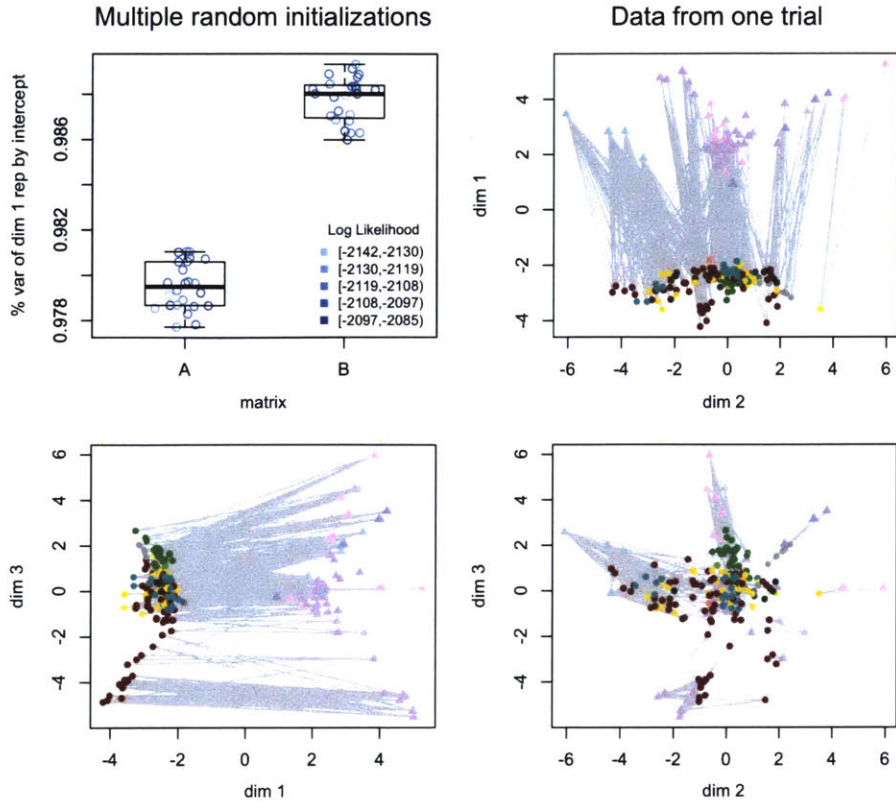 Multiple random initializations
Data from one trial
% var of dim 1 rep by intercept
0.986
0.982
0.978
Log Likelihood
[-2142,-2130)
[-2130,-2119)
[-2119,-2108)
[-2108,-2097)
[-2097,-2085)
A B
matrix
dim 1
4
2
0
-2
-4
-6 -4 -2 0 2 4 6
dim 2
dim 3
6
4
2
0
-2
-4
-4 -2 0 2 4
dim 1
dim 3
6
4
2
0
-2
-4
-6 -4 -2 0 2 4 6
dim 2